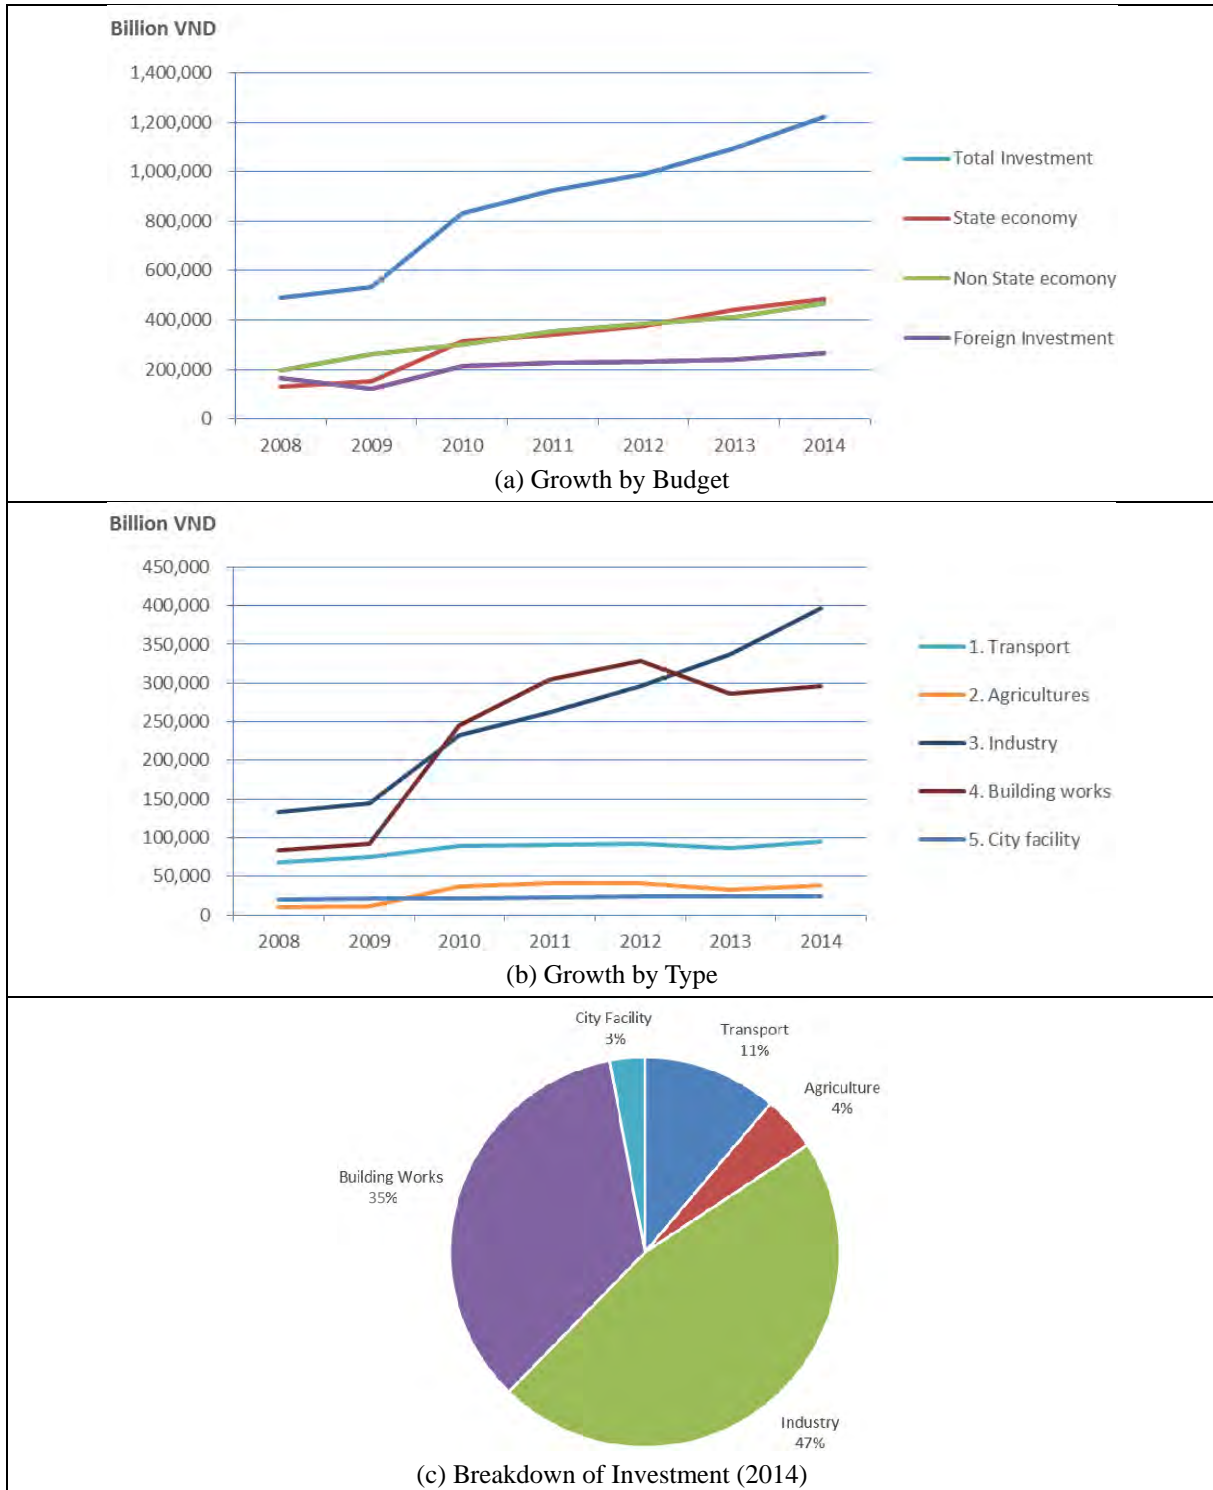 Billion VND
1,400,000
1,200,000
1,000,000
800,000
600,000
400,000
200,000
0
2008 2009 2010 2011 2012 2013 2014
Total Investment
State economy
Non State ecomony
Foreign Investment
(a) Growth by Budget
Billion VND
450,000
400,000
350,000
300,000
250,000
200,000
150,000
100,000
50,000
0
2008 2009 2010 2011 2012 2013 2014
1. Transport
2. Agricultures
3. Industry
4. Building works
5. City facility
(b) Growth by Type
City Facility
3%
Transport
11%
Agriculture
4%
Building Works
35%
Industry
47%
(c) Breakdown of Investment (2014)